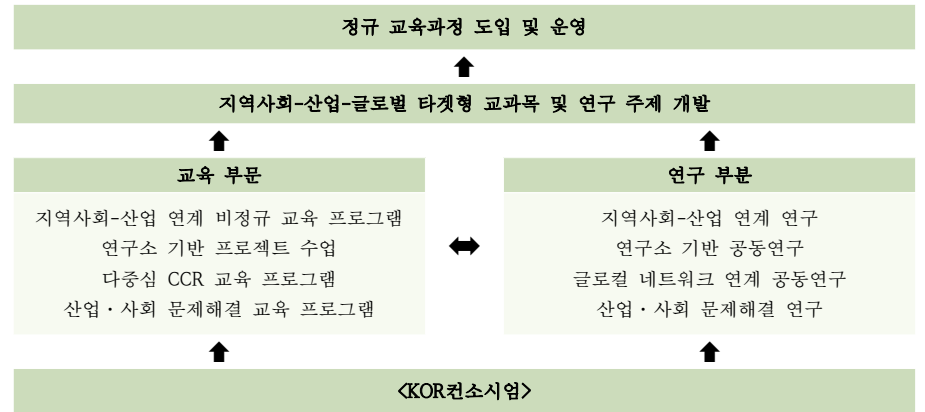 정규 교육과정 도입 및 운영
지역사회-산업-글로벌 타겟형 교과목 및 연구 주제 개발
교육 부문
지역사회-산업 연계 비정규 교육 프로그램
연구소 기반 프로젝트 수업
다중심 CCR 교육 프로그램
산업·사회 문제해결 교육 프로그램
연구 부분
지역사회-산업 연계 연구
연구소 기반 공동연구
글로컬 네트워크 연계 공동연구
산업·사회 문제해결 연구
<KOR컨소시엄>